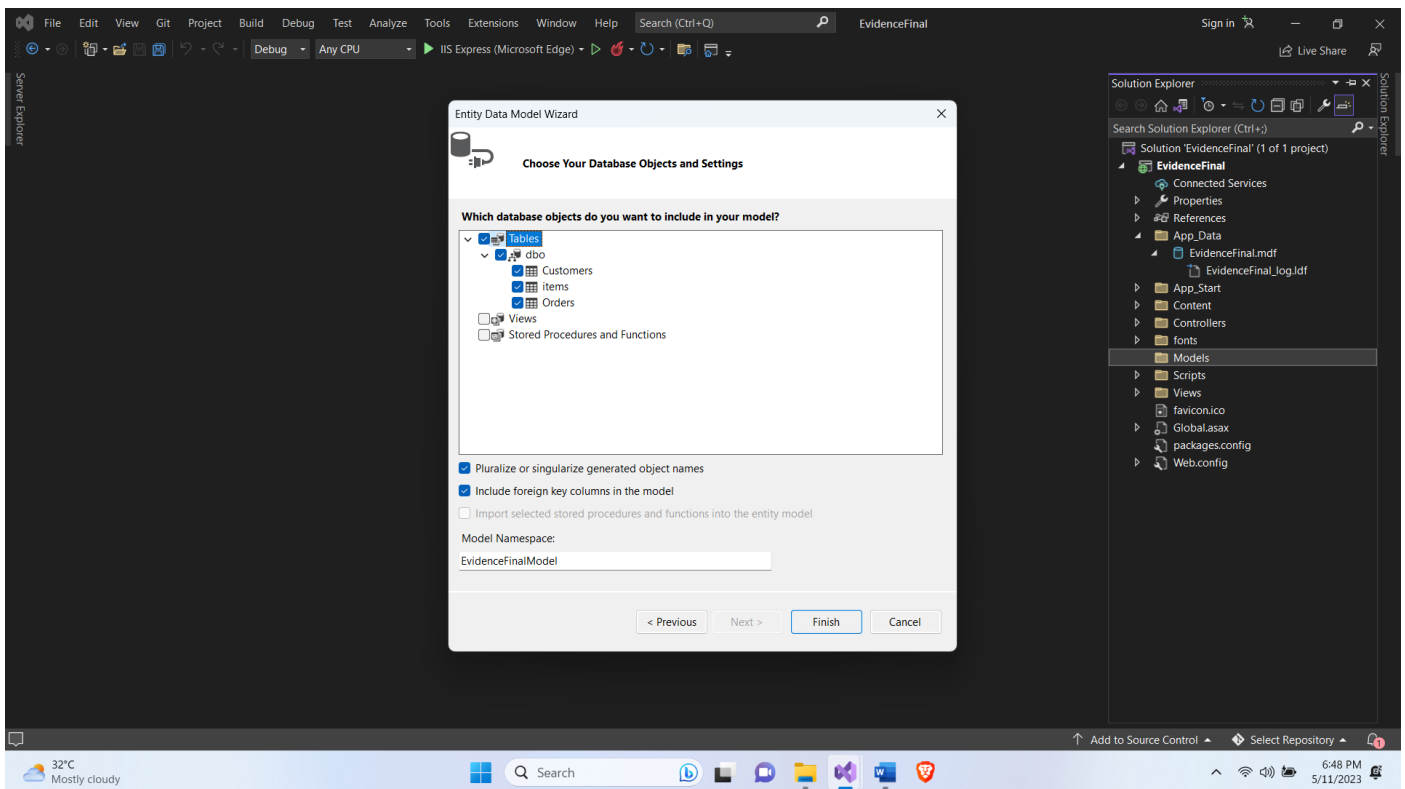 File Edit View Git Project Build Debug Test Analyze Tools Extensions Window Help Search (Ctrl+Q) EvidenceFinal Sign in
Debug Any CPU IIS Express (Microsoft Edge) Live Share
Server Explorer
Entity Data Model Wizard
Choose Your Database Objects and Settings
Which database objects do you want to include in your model?
Tables
dbo
Customers
items
Orders
Views
Stored Procedures and Functions
Pluralize or singularize generated object names
Include foreign key columns in the model
Import selected stored procedures and functions into the entity model
Model Namespace:
EvidenceFinalModel
< Previous Next > Finish Cancel
Solution Explorer
Search Solution Explorer (Ctrl+;)
Solution 'EvidenceFinal' (1 of 1 project)
EvidenceFinal
Connected Services
Properties
References
App_Data
EvidenceFinal.mdf
EvidenceFinal_log.ldf
App_Start
Content
Controllers
fonts
Models
Scripts
Views
favicon.ico
Global.asax
packages.config
Web.config
Solution Explorer
Add to Source Control Select Repository 1
32°C
Mostly cloudy
Search
6:48 PM
5/11/2023